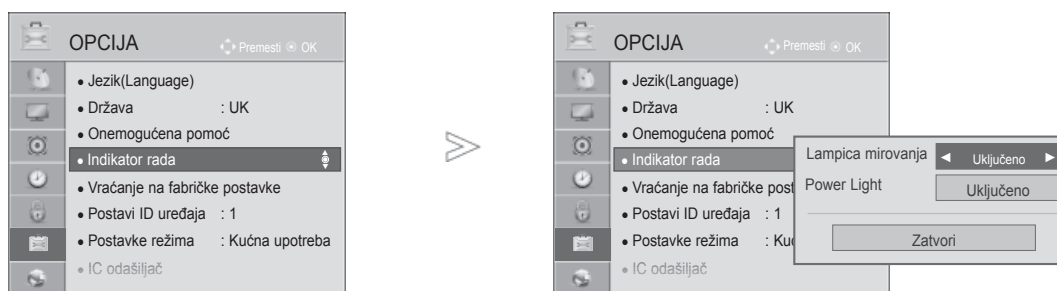 OPCIJA Premesti OK
• Jezik(Language)
• Država : UK
• Onemogućena pomoć
• Indikator rada
• Vraćanje na fabričke postavke
• Postavi ID uređaja : 1
• Postavke režima : Kućna upotreba
• IC odašiljač
OPCIJA Premesti OK
• Jezik(Language)
• Država : UK
• Onemogućena pomoć
• Indikator rada
• Vraćanje na fabričke post
• Postavi ID uređaja : 1
• Postavke režima : Kuć
• IC odašiljač
Lampica mirovanja ◄ Uključeno ►
Power Light Uključeno
Zatvori